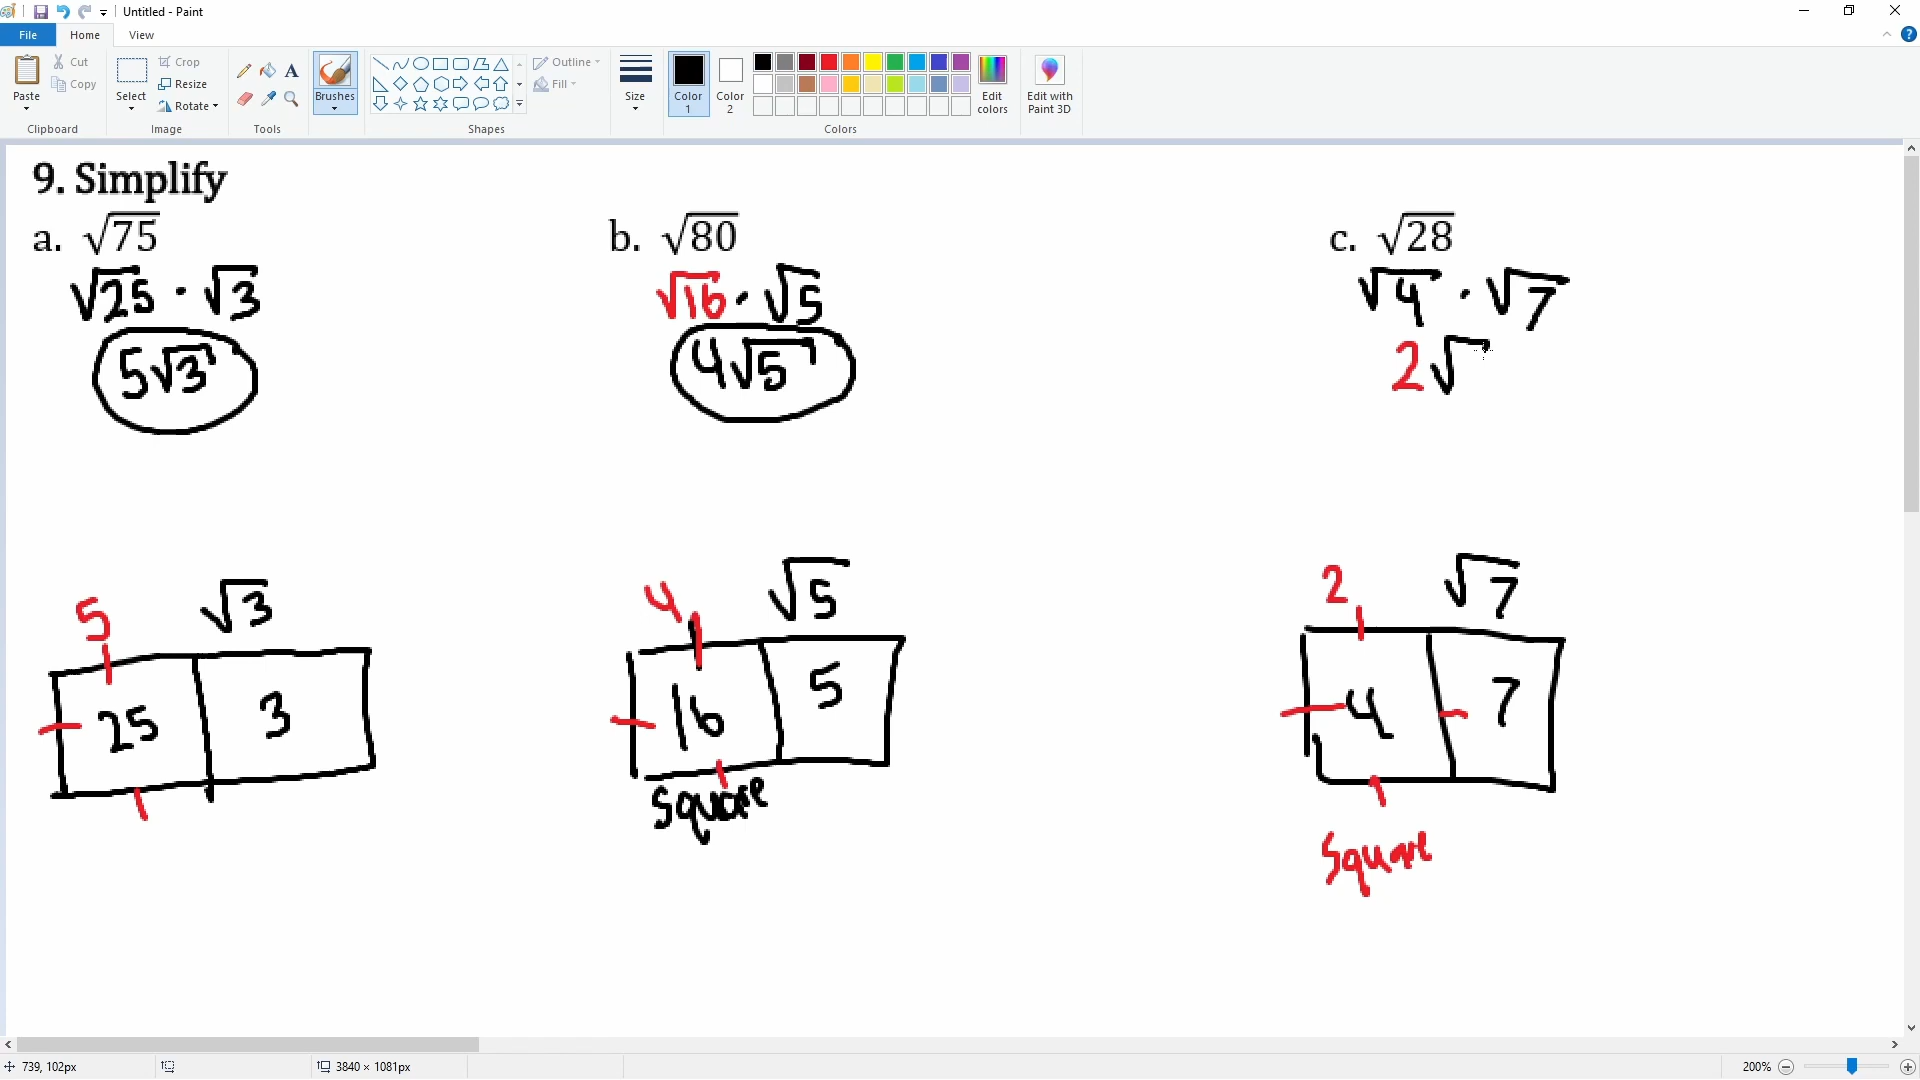 Untitled - Paint
File Home View
Paste Cut Copy Clipboard
Select Crop Resize Rotate Image
Tools
Brushes
Shapes
Outline Fill
Size
Color 1 Color 2
Colors
Edit colors
Edit with Paint 3D
9. Simplify
a. √75
√25 · √3
5√3
b. √80
√16 · √5
4√5
c. √28
√4 · √7
2√
5 √3
25 3
4 √5
16 5
square
2 √7
4 7
square
739, 102px
3840 × 1081px
200%